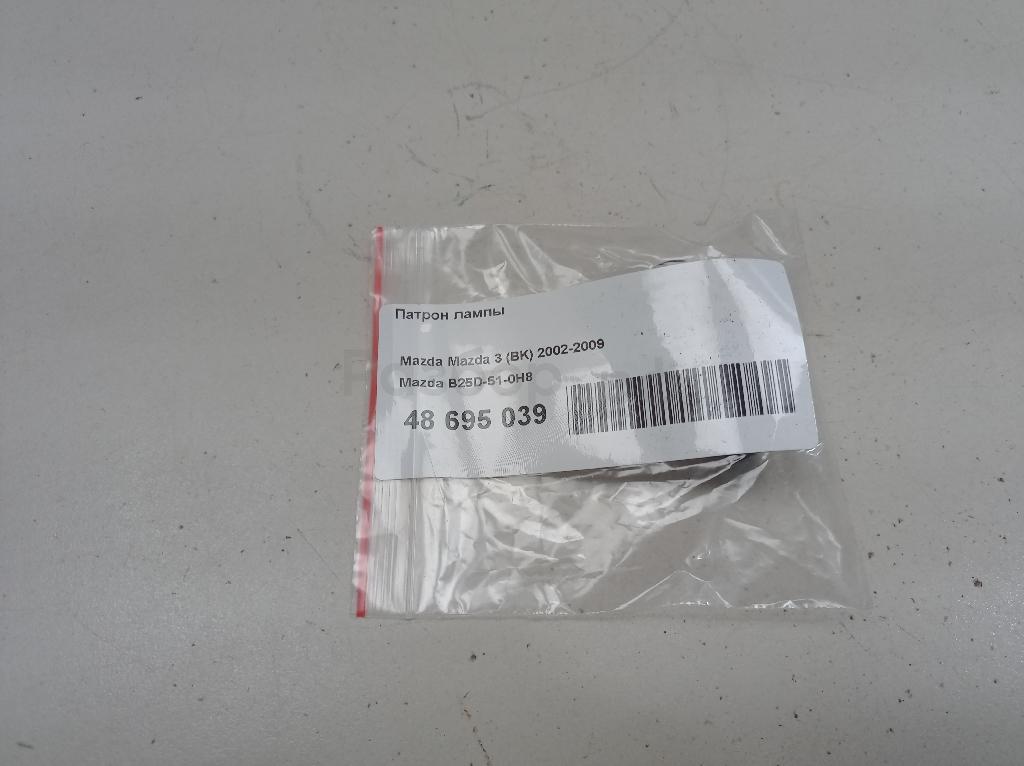 Патрон лампы
Mazda Mazda 3 (BK) 2002-2009
Mazda B25D-51-0H8
48 695 039